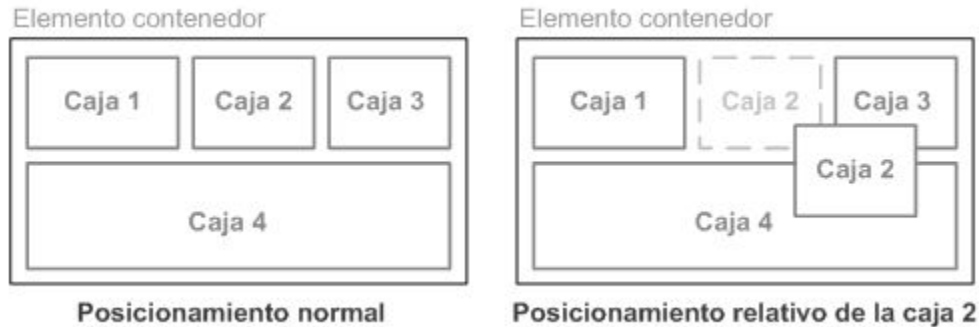 Elemento contenedor
Caja 1
Caja 2
Caja 3
Caja 4
Posicionamiento normal
Elemento contenedor
Caja 1
Caja 2
Caja 3
Caja 2
Caja 4
Posicionamiento relativo de la caja 2